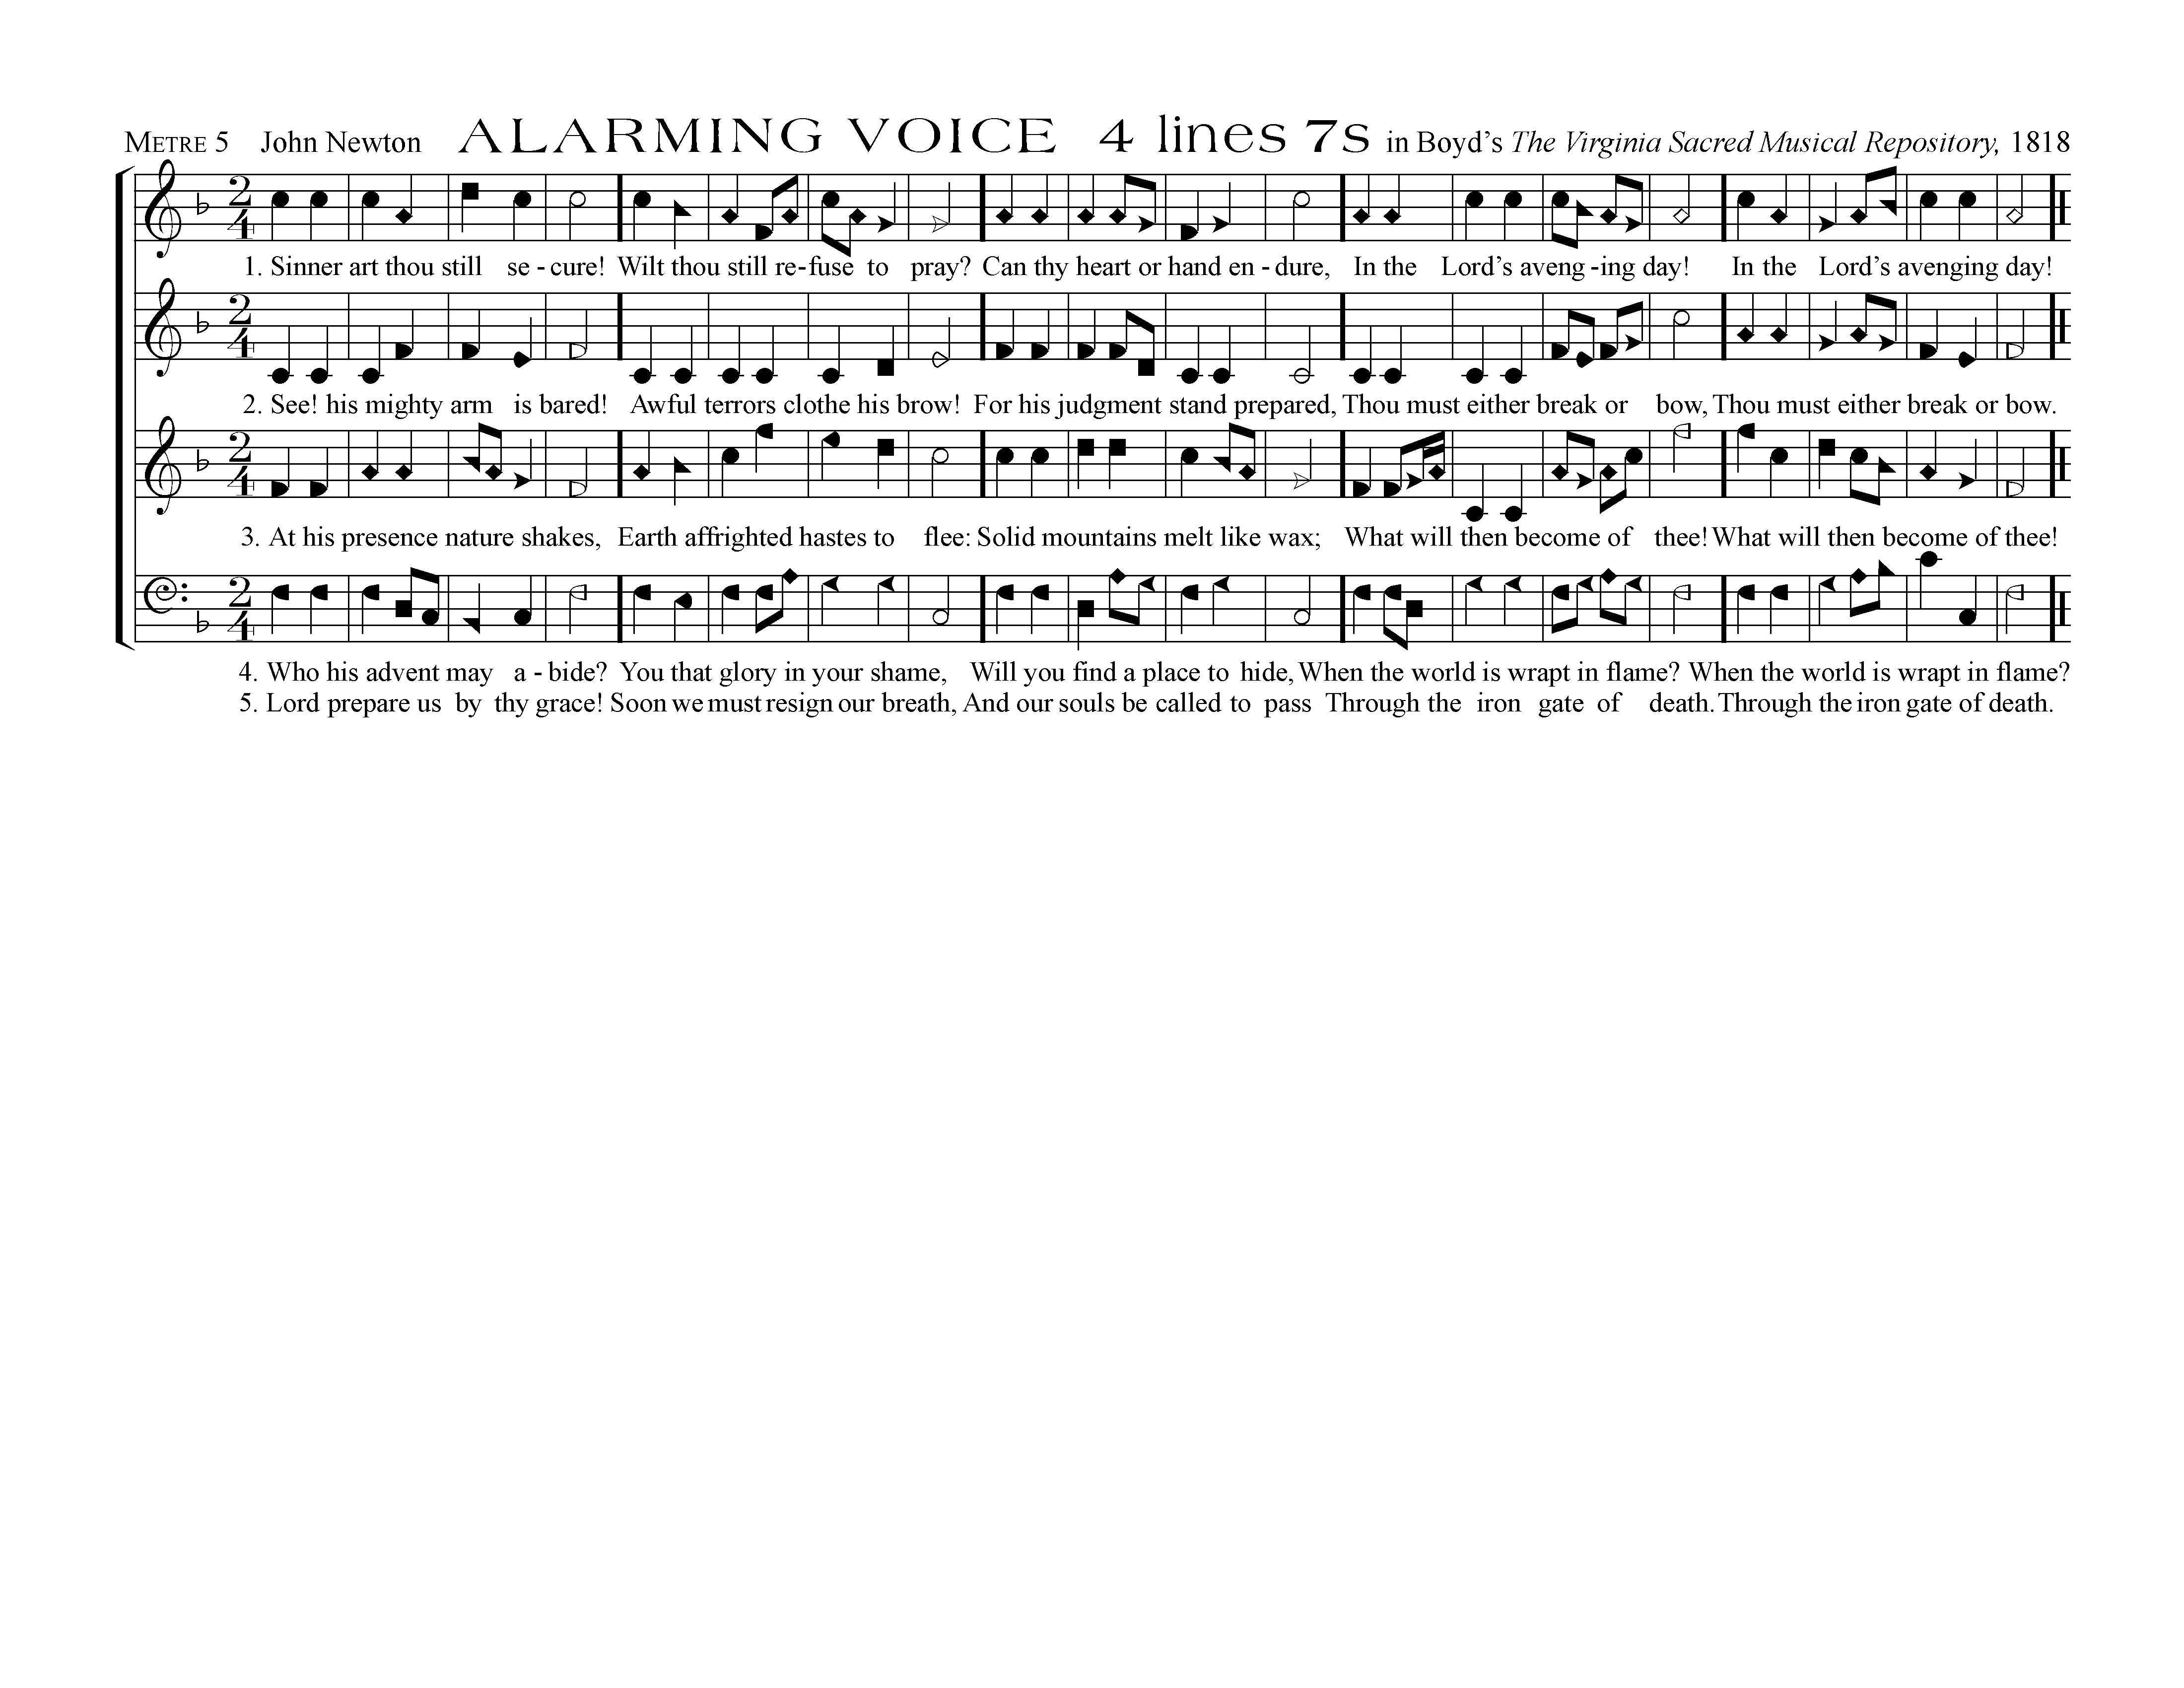 METRE 5 John Newton ALARMING VOICE 4 lines 7s in Boyd's The Virginia Sacred Musical Repository, 1818
2
4
1. Sinner art thou still se - cure! Wilt thou still re-fuse to pray? Can thy heart or hand en - dure, In the Lord's aveng -ing day! In the Lord's avenging day!
2
4
2. See! his mighty arm is bared! Awful terrors clothe his brow! For his judgment stand prepared, Thou must either break or bow, Thou must either break or bow.
2
4
3. At his presence nature shakes, Earth affrighted hastes to flee: Solid mountains melt like wax; What will then become of thee! What will then become of thee!
2
4
4. Who his advent may a - bide? You that glory in your shame, Will you find a place to hide, When the world is wrapt in flame? When the world is wrapt in flame?
5. Lord prepare us by thy grace! Soon we must resign our breath, And our souls be called to pass Through the iron gate of death. Through the iron gate of death.